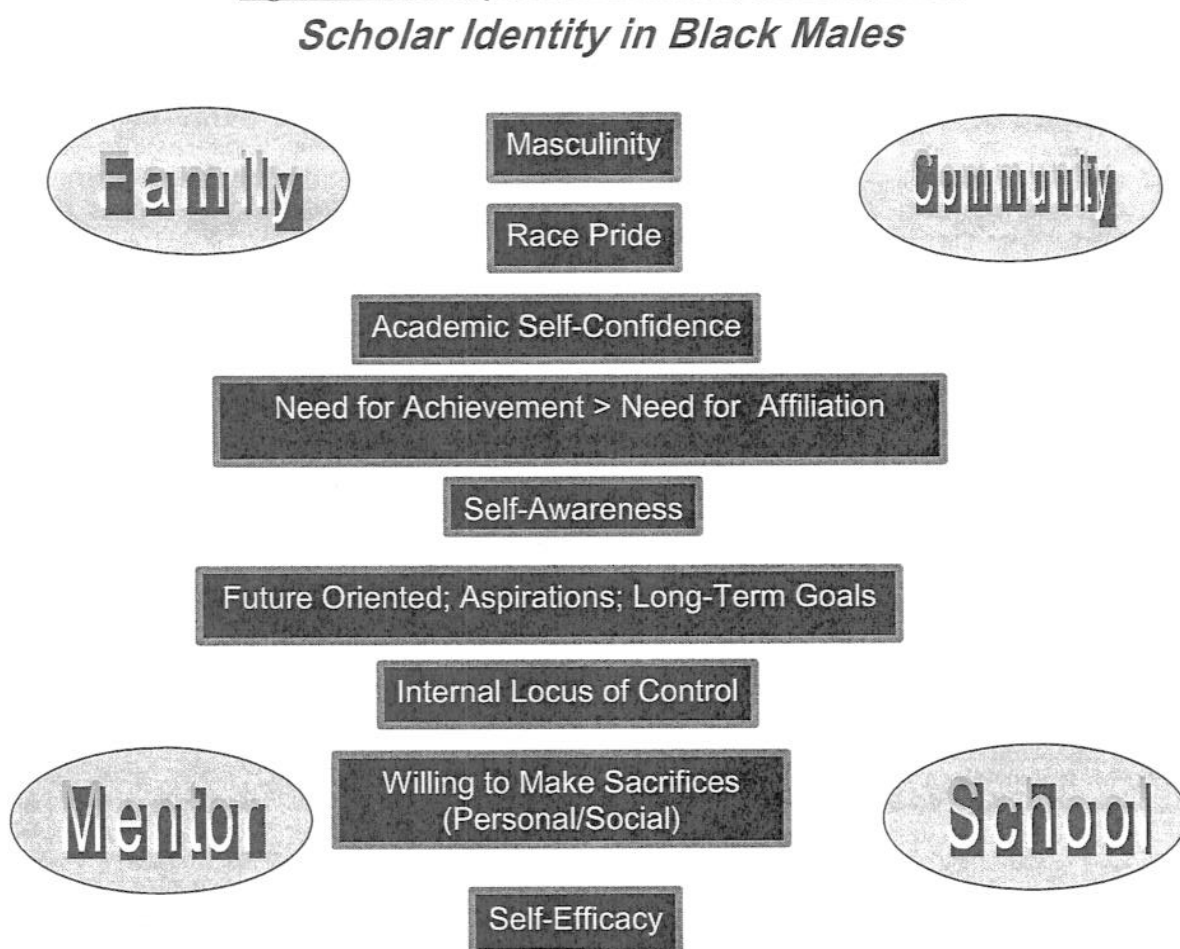 Scholar Identity in Black Males
Family
Masculinity
Community
Race Pride
Academic Self-Confidence
Need for Achievement > Need for Affiliation
Self-Awareness
Future Oriented; Aspirations; Long-Term Goals
Internal Locus of Control
Willing to Make Sacrifices
(Personal/Social)
Mentor
School
Self-Efficacy